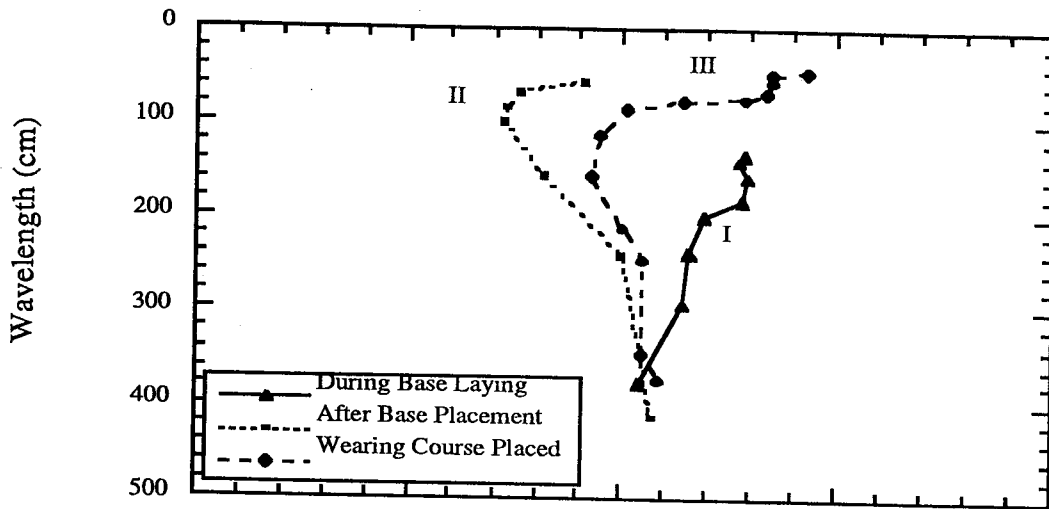 0
III
II
100
Wavelength (cm)
200
I
300
During Base Laying
400
After Base Placement
Wearing Course Placed
500